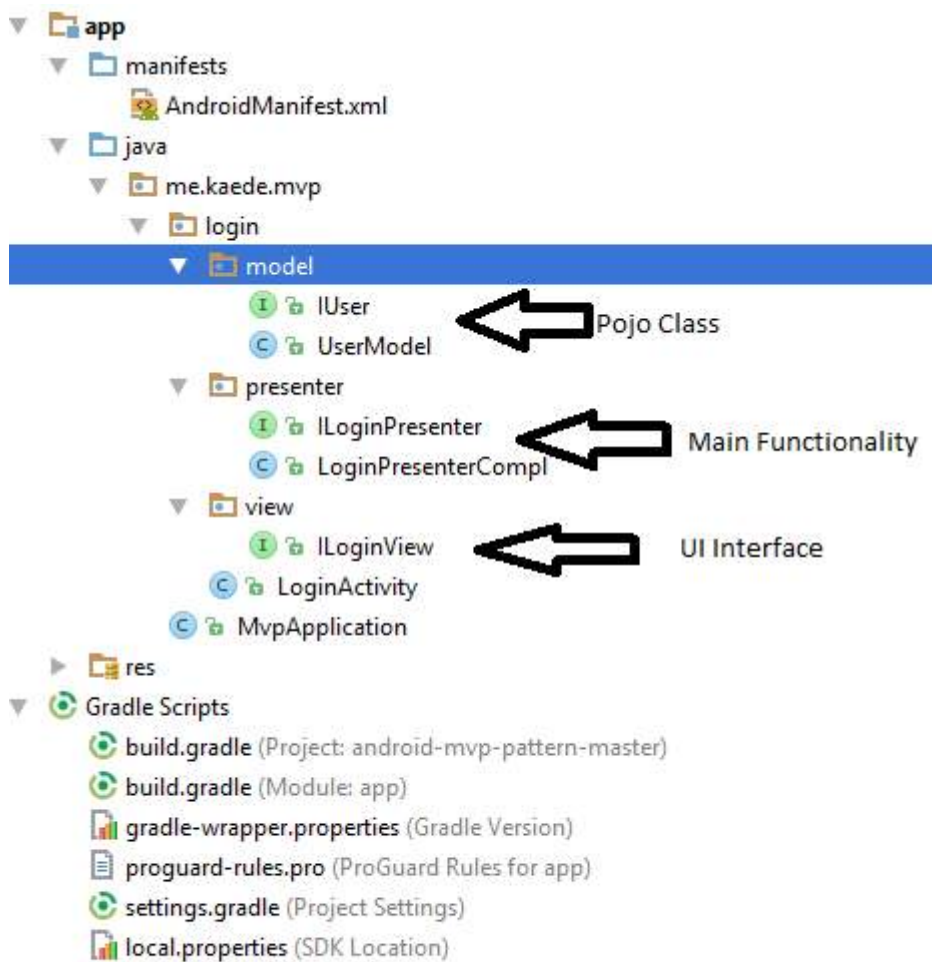 app
manifests
AndroidManifest.xml
java
me.kaede.mvp
login
model
IUser
Pojo Class
UserModel
presenter
ILoginPresenter
Main Functionality
LoginPresenterCompl
view
ILoginView
UI Interface
LoginActivity
MvpApplication
res
Gradle Scripts
build.gradle (Project: android-mvp-pattern-master)
build.gradle (Module: app)
gradle-wrapper.properties (Gradle Version)
proguard-rules.pro (ProGuard Rules for app)
settings.gradle (Project Settings)
local.properties (SDK Location)